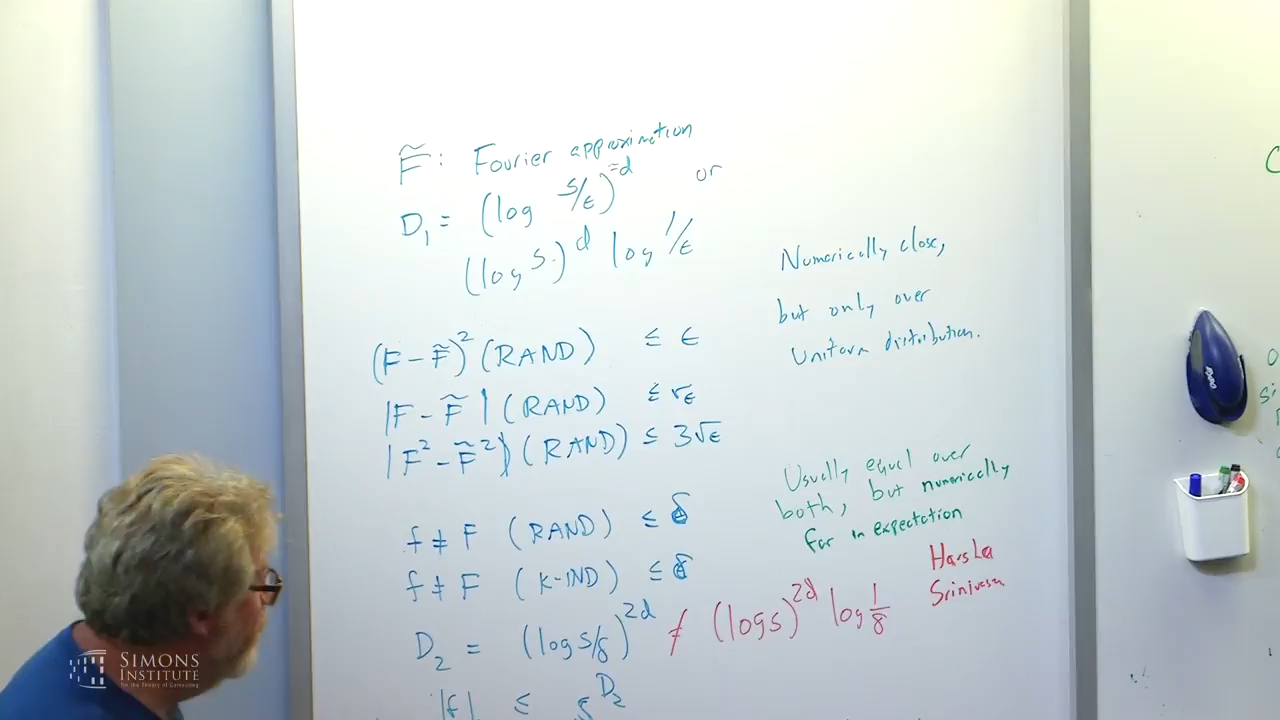 F̃ : Fourier approximation
D₁ = (log s/ε)^=d or
(log s)^d log 1/ε
Numerically close,
but only over
Uniform distribution.
(F - F̃)² (RAND) ≤ ε
|F - F̃| (RAND) ≤ √ε
|F² - F̃²| (RAND) ≤ 3√ε
Usually equal over
both, but numerically
far in expectation
f ≠ F (RAND) ≤ δ
f ≠ F (K-IND) ≤ δ
Harsha
Srinivasan
D₂ = (log s/δ)^2d ≠ (log s)^2d log 1/δ
|f| ≤ s^D₂
SIMONS
INSTITUTE
for the Theory of Computing
EXPO